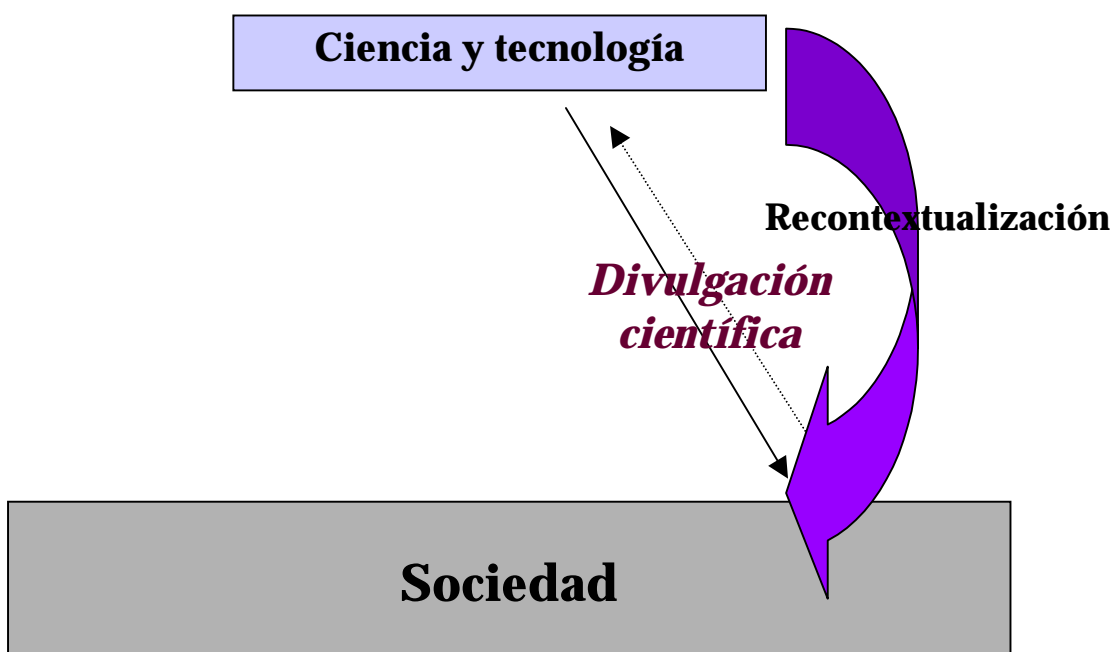 Ciencia y tecnología
Recontextualización
Divulgación
científica
Sociedad